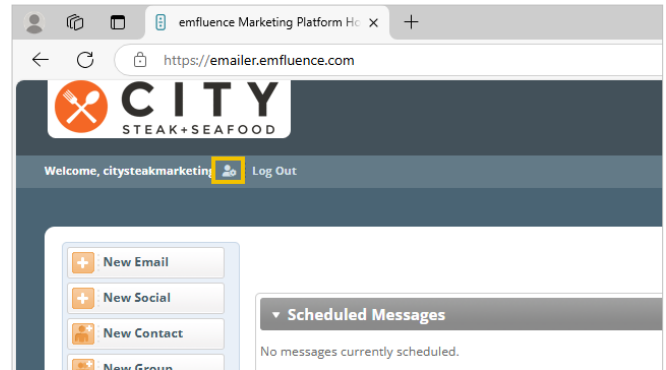 emfluence Marketing Platform Ho
https://emailer.emfluence.com
CITY
STEAK+SEAFOOD
Welcome, citysteakmarketing Log Out
New Email
New Social
New Contact
New Group
Scheduled Messages
No messages currently scheduled.